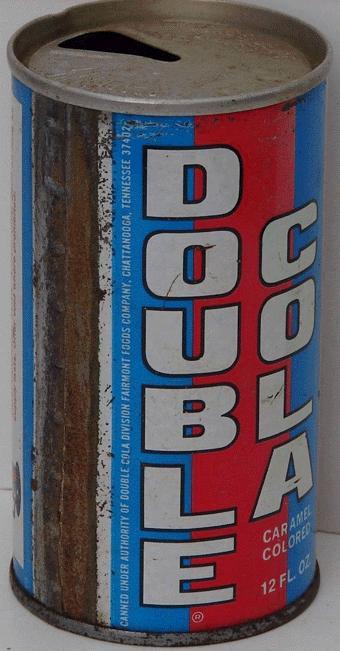 DOUBLE
COLA
®
CARAMEL
COLORED
12 FL. OZ.
CANNED UNDER AUTHORITY OF DOUBLE COLA DIVISION FAIRMONT FOODS COMPANY, CHATTANOOGA, TENNESSEE 37402